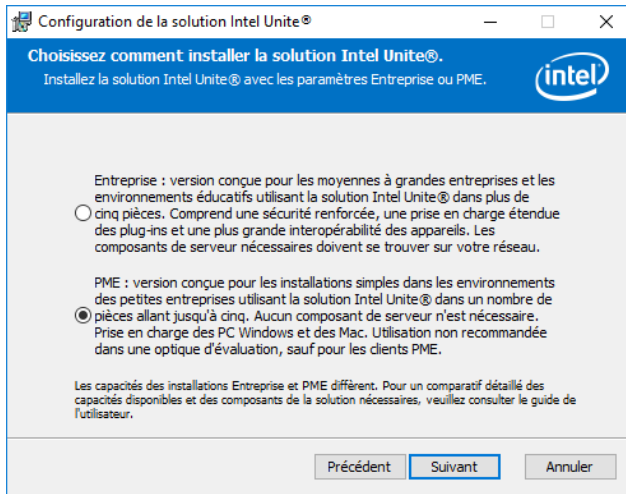 Configuration de la solution Intel Unite®
Choisissez comment installer la solution Intel Unite®.
Installez la solution Intel Unite® avec les paramètres Entreprise ou PME.
intel
Entreprise : version conçue pour les moyennes à grandes entreprises et les
environnements éducatifs utilisant la solution Intel Unite® dans plus de
cinq pièces. Comprend une sécurité renforcée, une prise en charge étendue
des plug-ins et une plus grande interopérabilité des appareils. Les
composants de serveur nécessaires doivent se trouver sur votre réseau.
PME : version conçue pour les installations simples dans les environnements
des petites entreprises utilisant la solution Intel Unite® dans un nombre de
pièces allant jusqu'à cinq. Aucun composant de serveur n'est nécessaire.
Prise en charge des PC Windows et des Mac. Utilisation non recommandée
dans une optique d'évaluation, sauf pour les clients PME.
Les capacités des installations Entreprise et PME diffèrent. Pour un comparatif détaillé des
capacités disponibles et des composants de la solution nécessaires, veuillez consulter le guide de
l'utilisateur.
Précédent Suivant Annuler